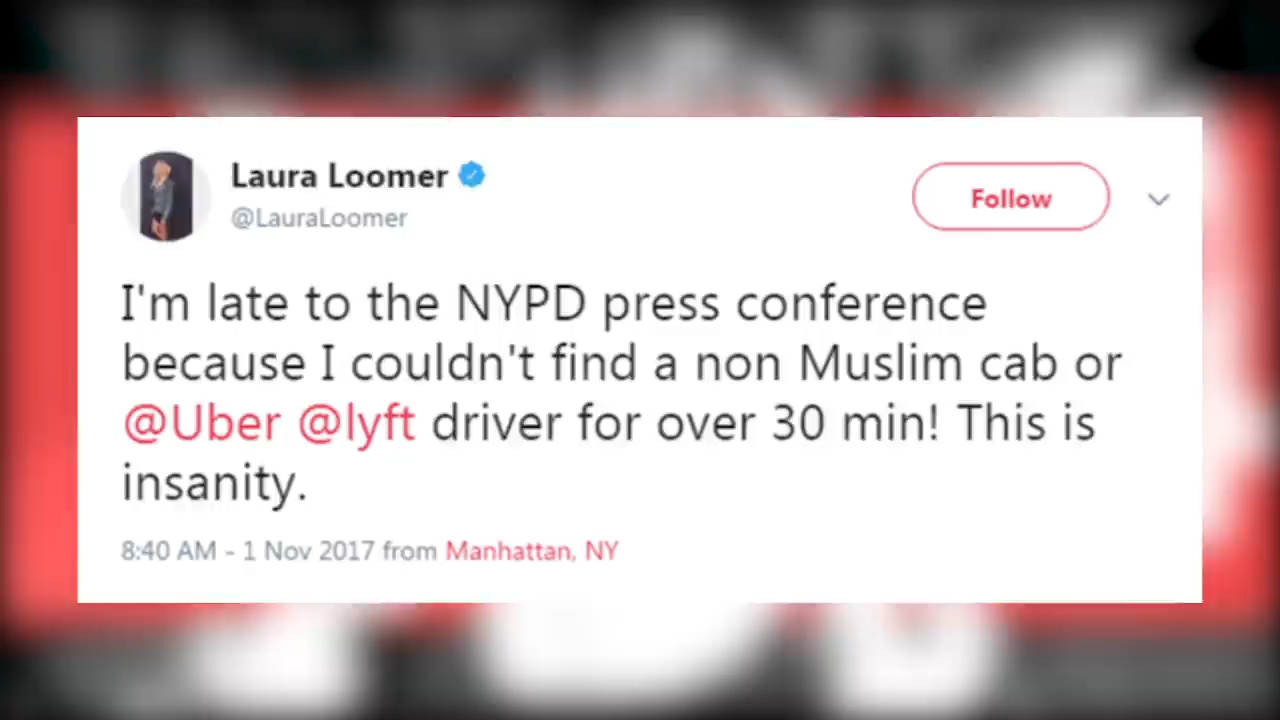 Laura Loomer
@LauraLoomer
Follow
I'm late to the NYPD press conference
because I couldn't find a non Muslim cab or
@Uber @lyft driver for over 30 min! This is
insanity.
8:40 AM - 1 Nov 2017 from Manhattan, NY